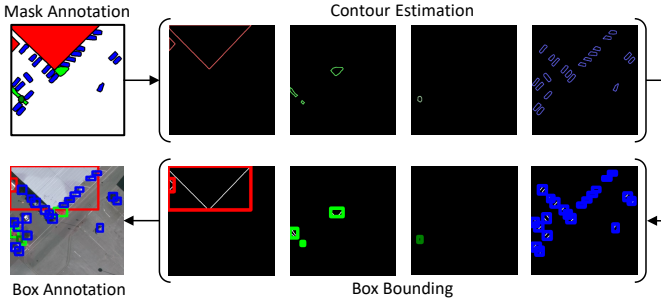 Mask Annotation
Contour Estimation
Box Annotation
Box Bounding